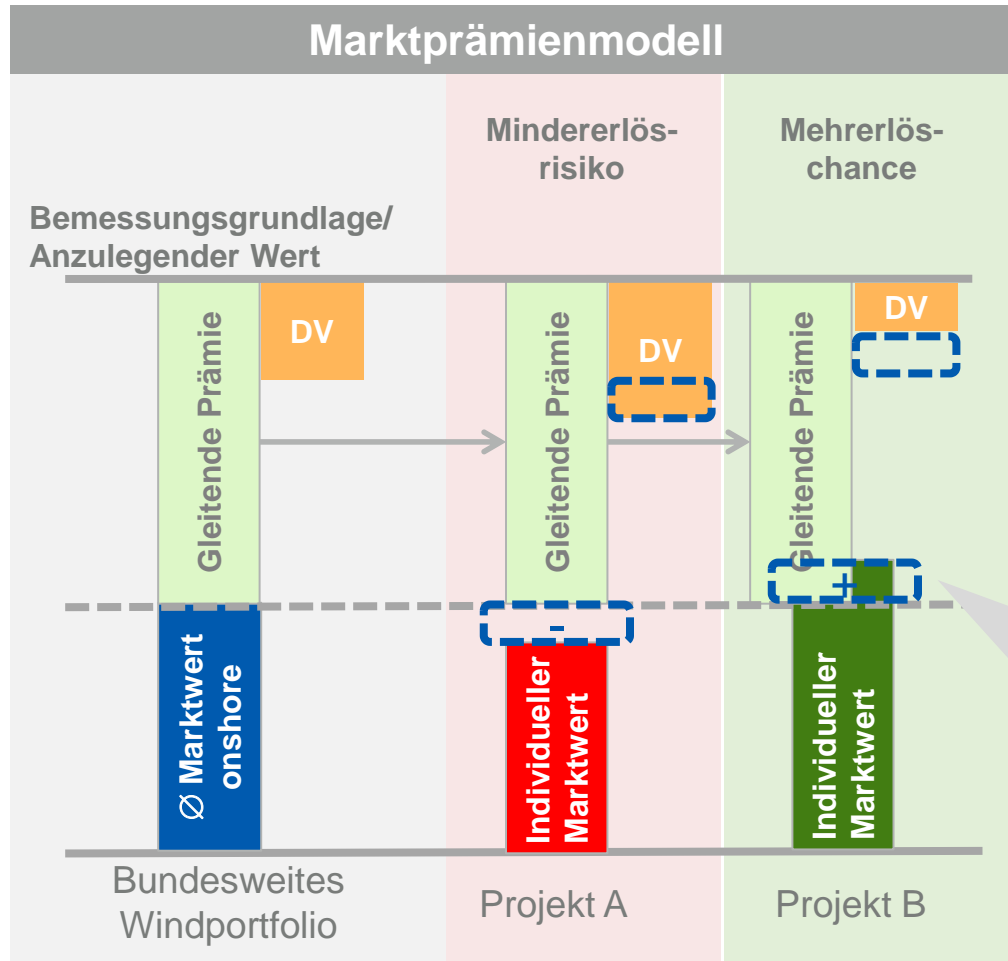 Marktprämienmodell
Mindererlös-
risiko
Mehrerlös-
chance
Bemessungsgrundlage/
Anzulegender Wert
Gleitende Prämie
DV
Gleitende Prämie
DV
Gleitende Prämie
DV
-
+
Ø Marktwert
onshore
Individueller
Marktwert
Individueller
Marktwert
Bundesweites
Windportfolio
Projekt A
Projekt B